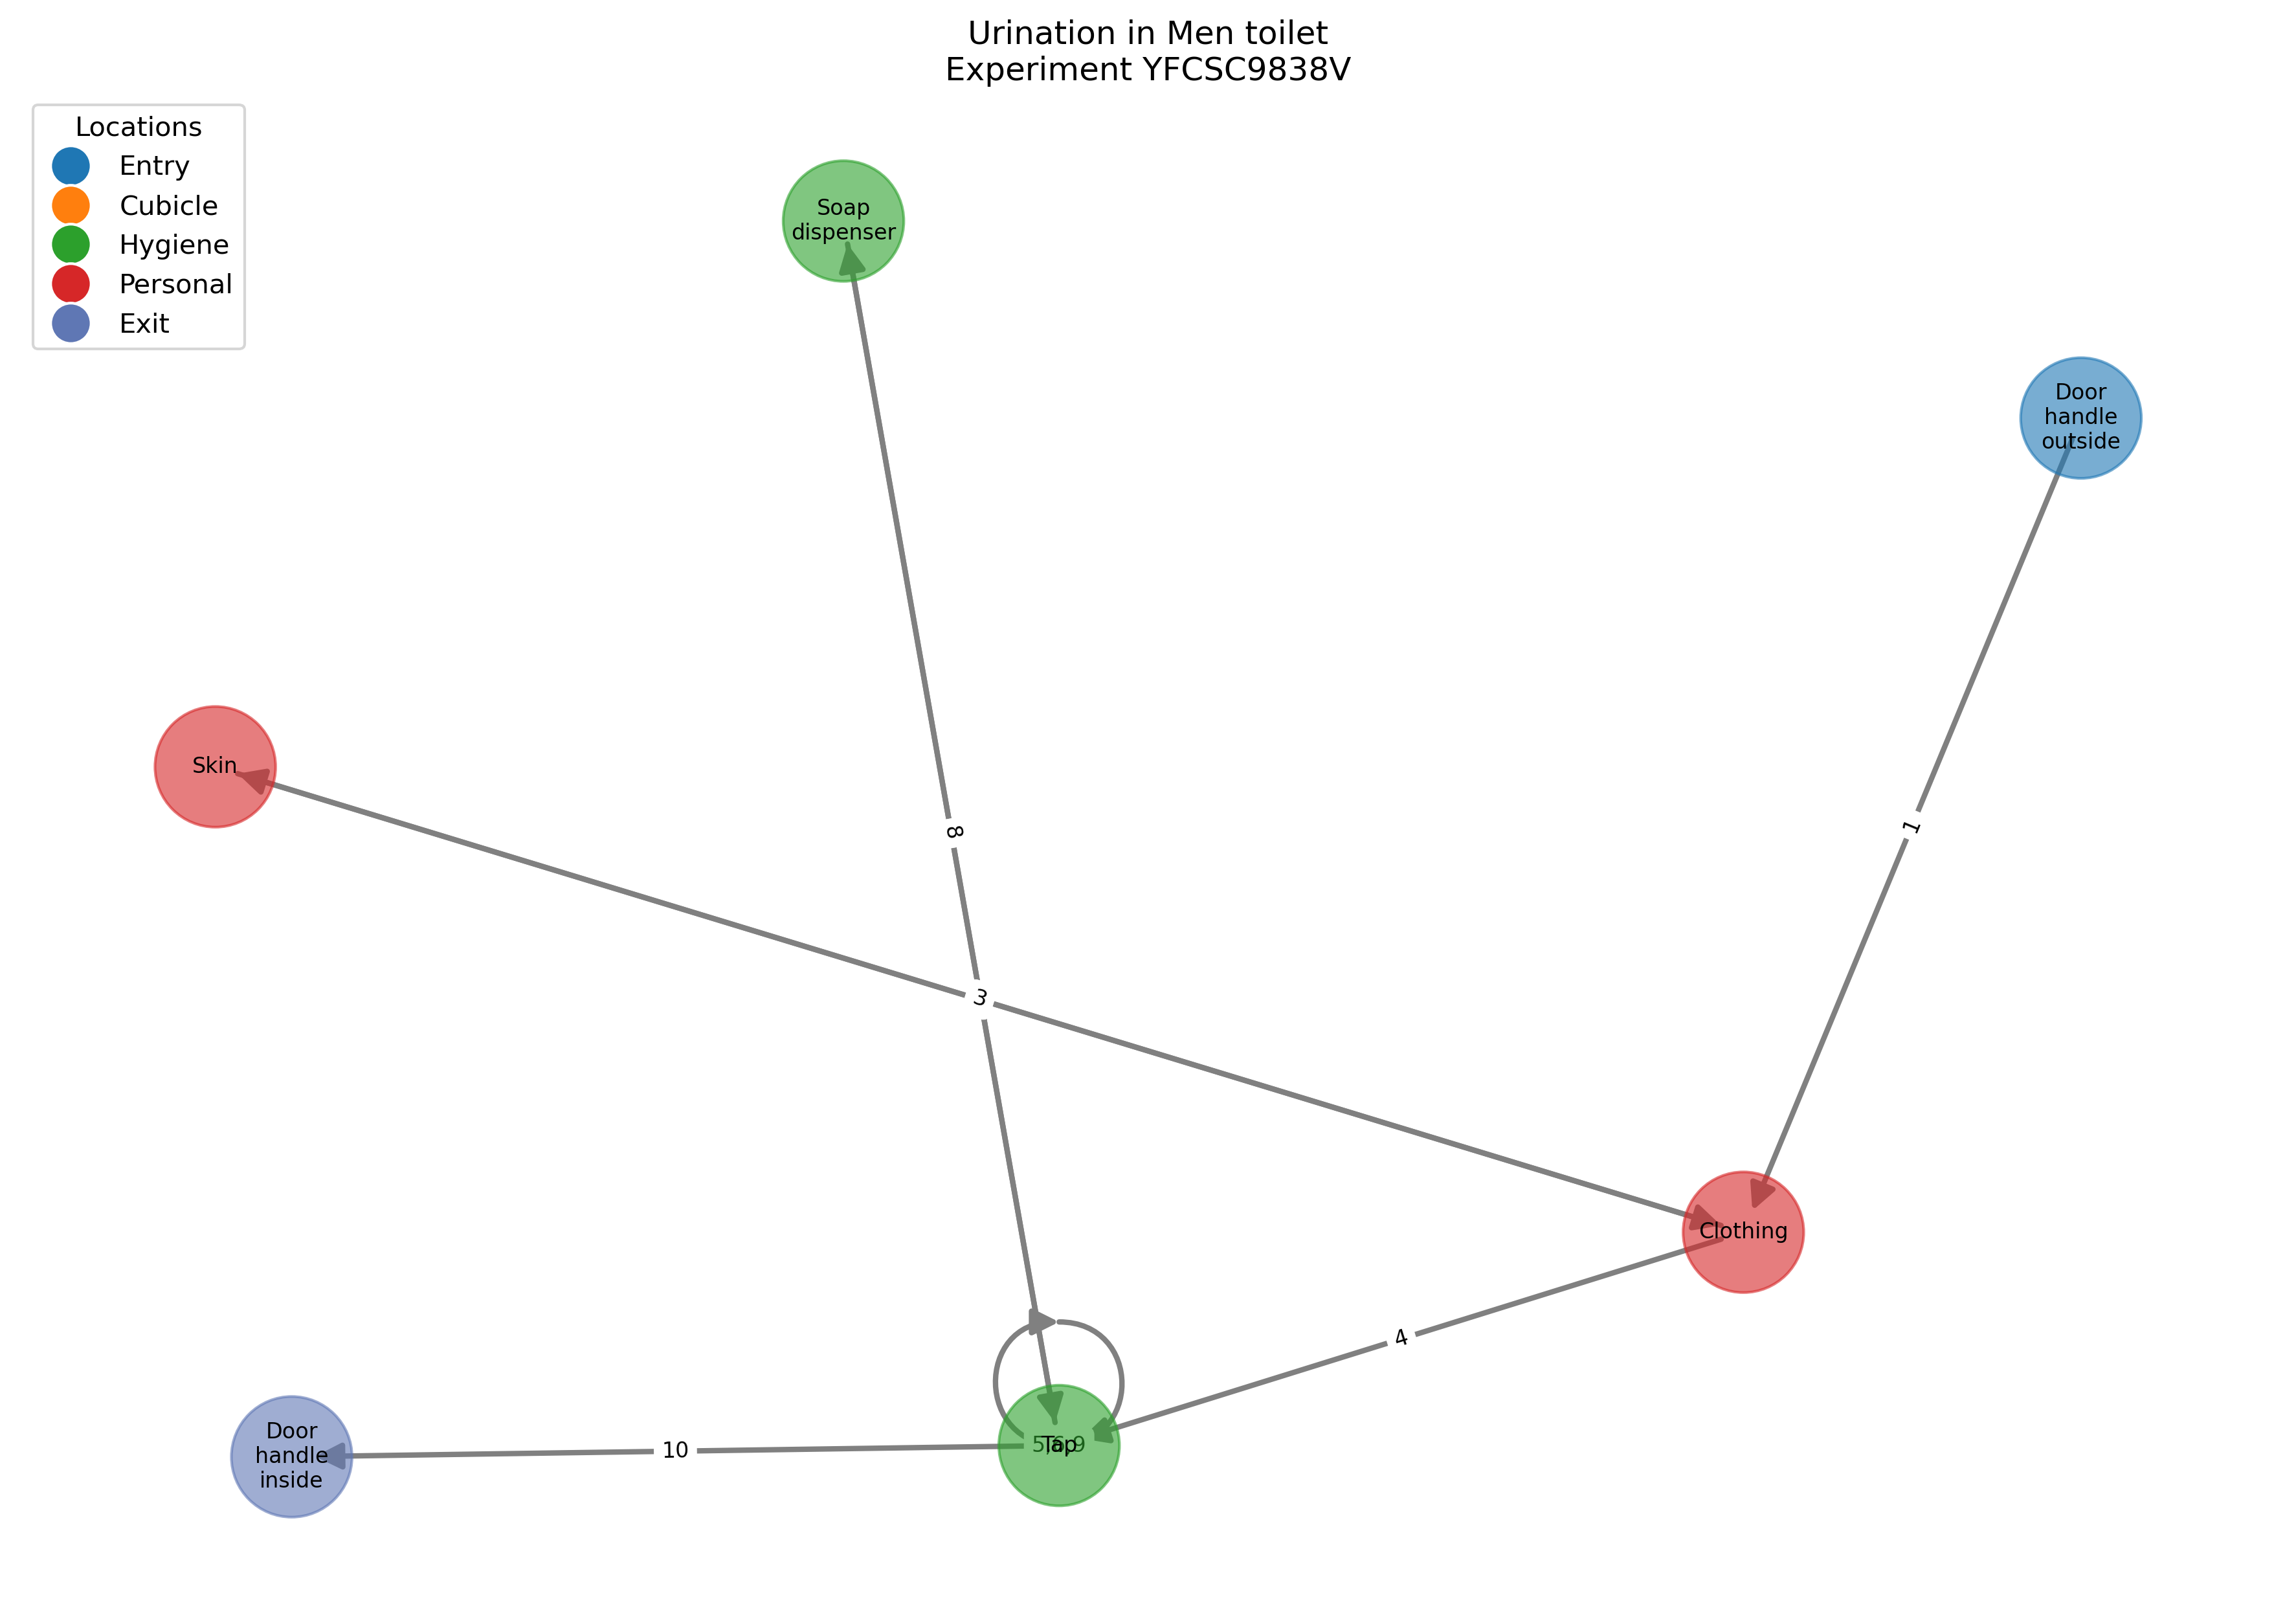 Urination in Men toilet
Experiment YFCSC9838V
Locations
Entry
Cubicle
Hygiene
Personal
Exit
Soap
dispenser
Door
handle
outside
Skin
8
1
3
Clothing
4
Door
handle
inside
10
5,6,9
Tap